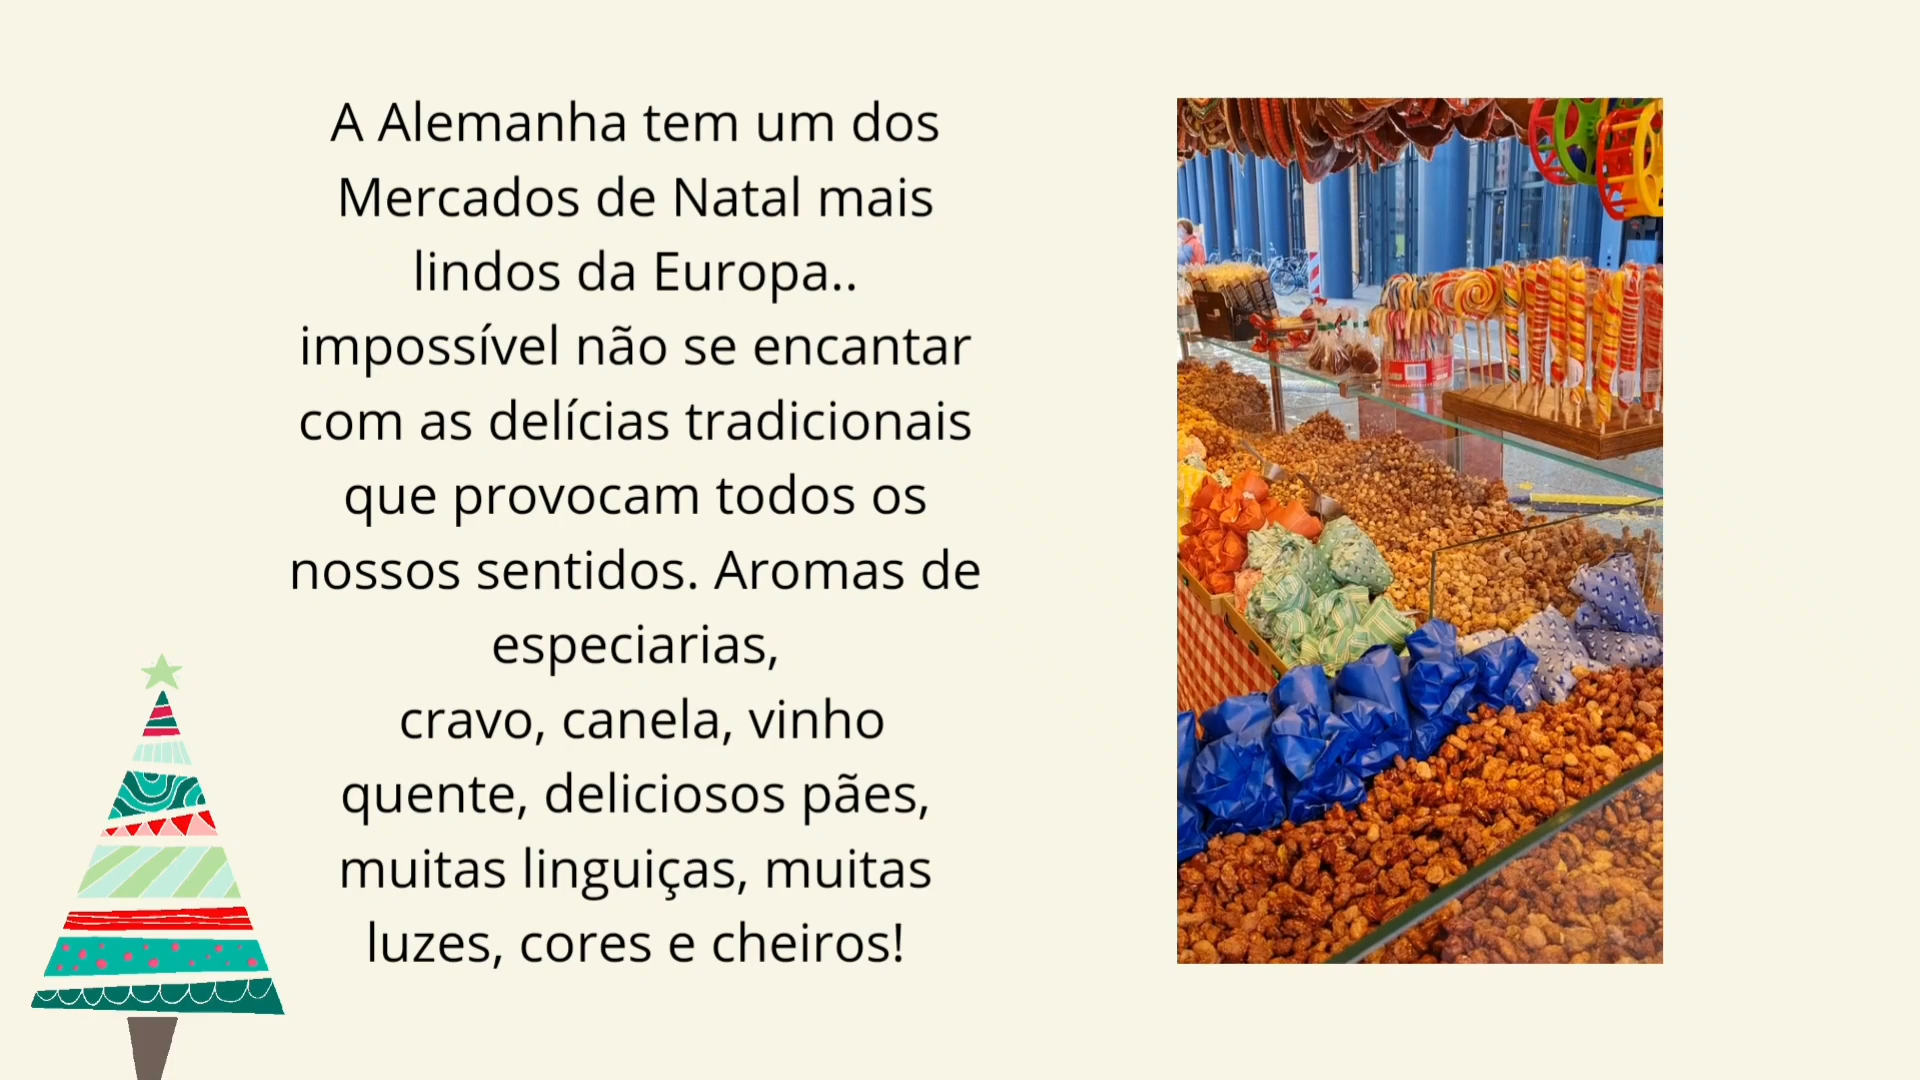 A Alemanha tem um dos
Mercados de Natal mais
lindos da Europa..
impossível não se encantar
com as delícias tradicionais
que provocam todos os
nossos sentidos. Aromas de
especiarias,
cravo, canela, vinho
quente, deliciosos pães,
muitas linguiças, muitas
luzes, cores e cheiros!